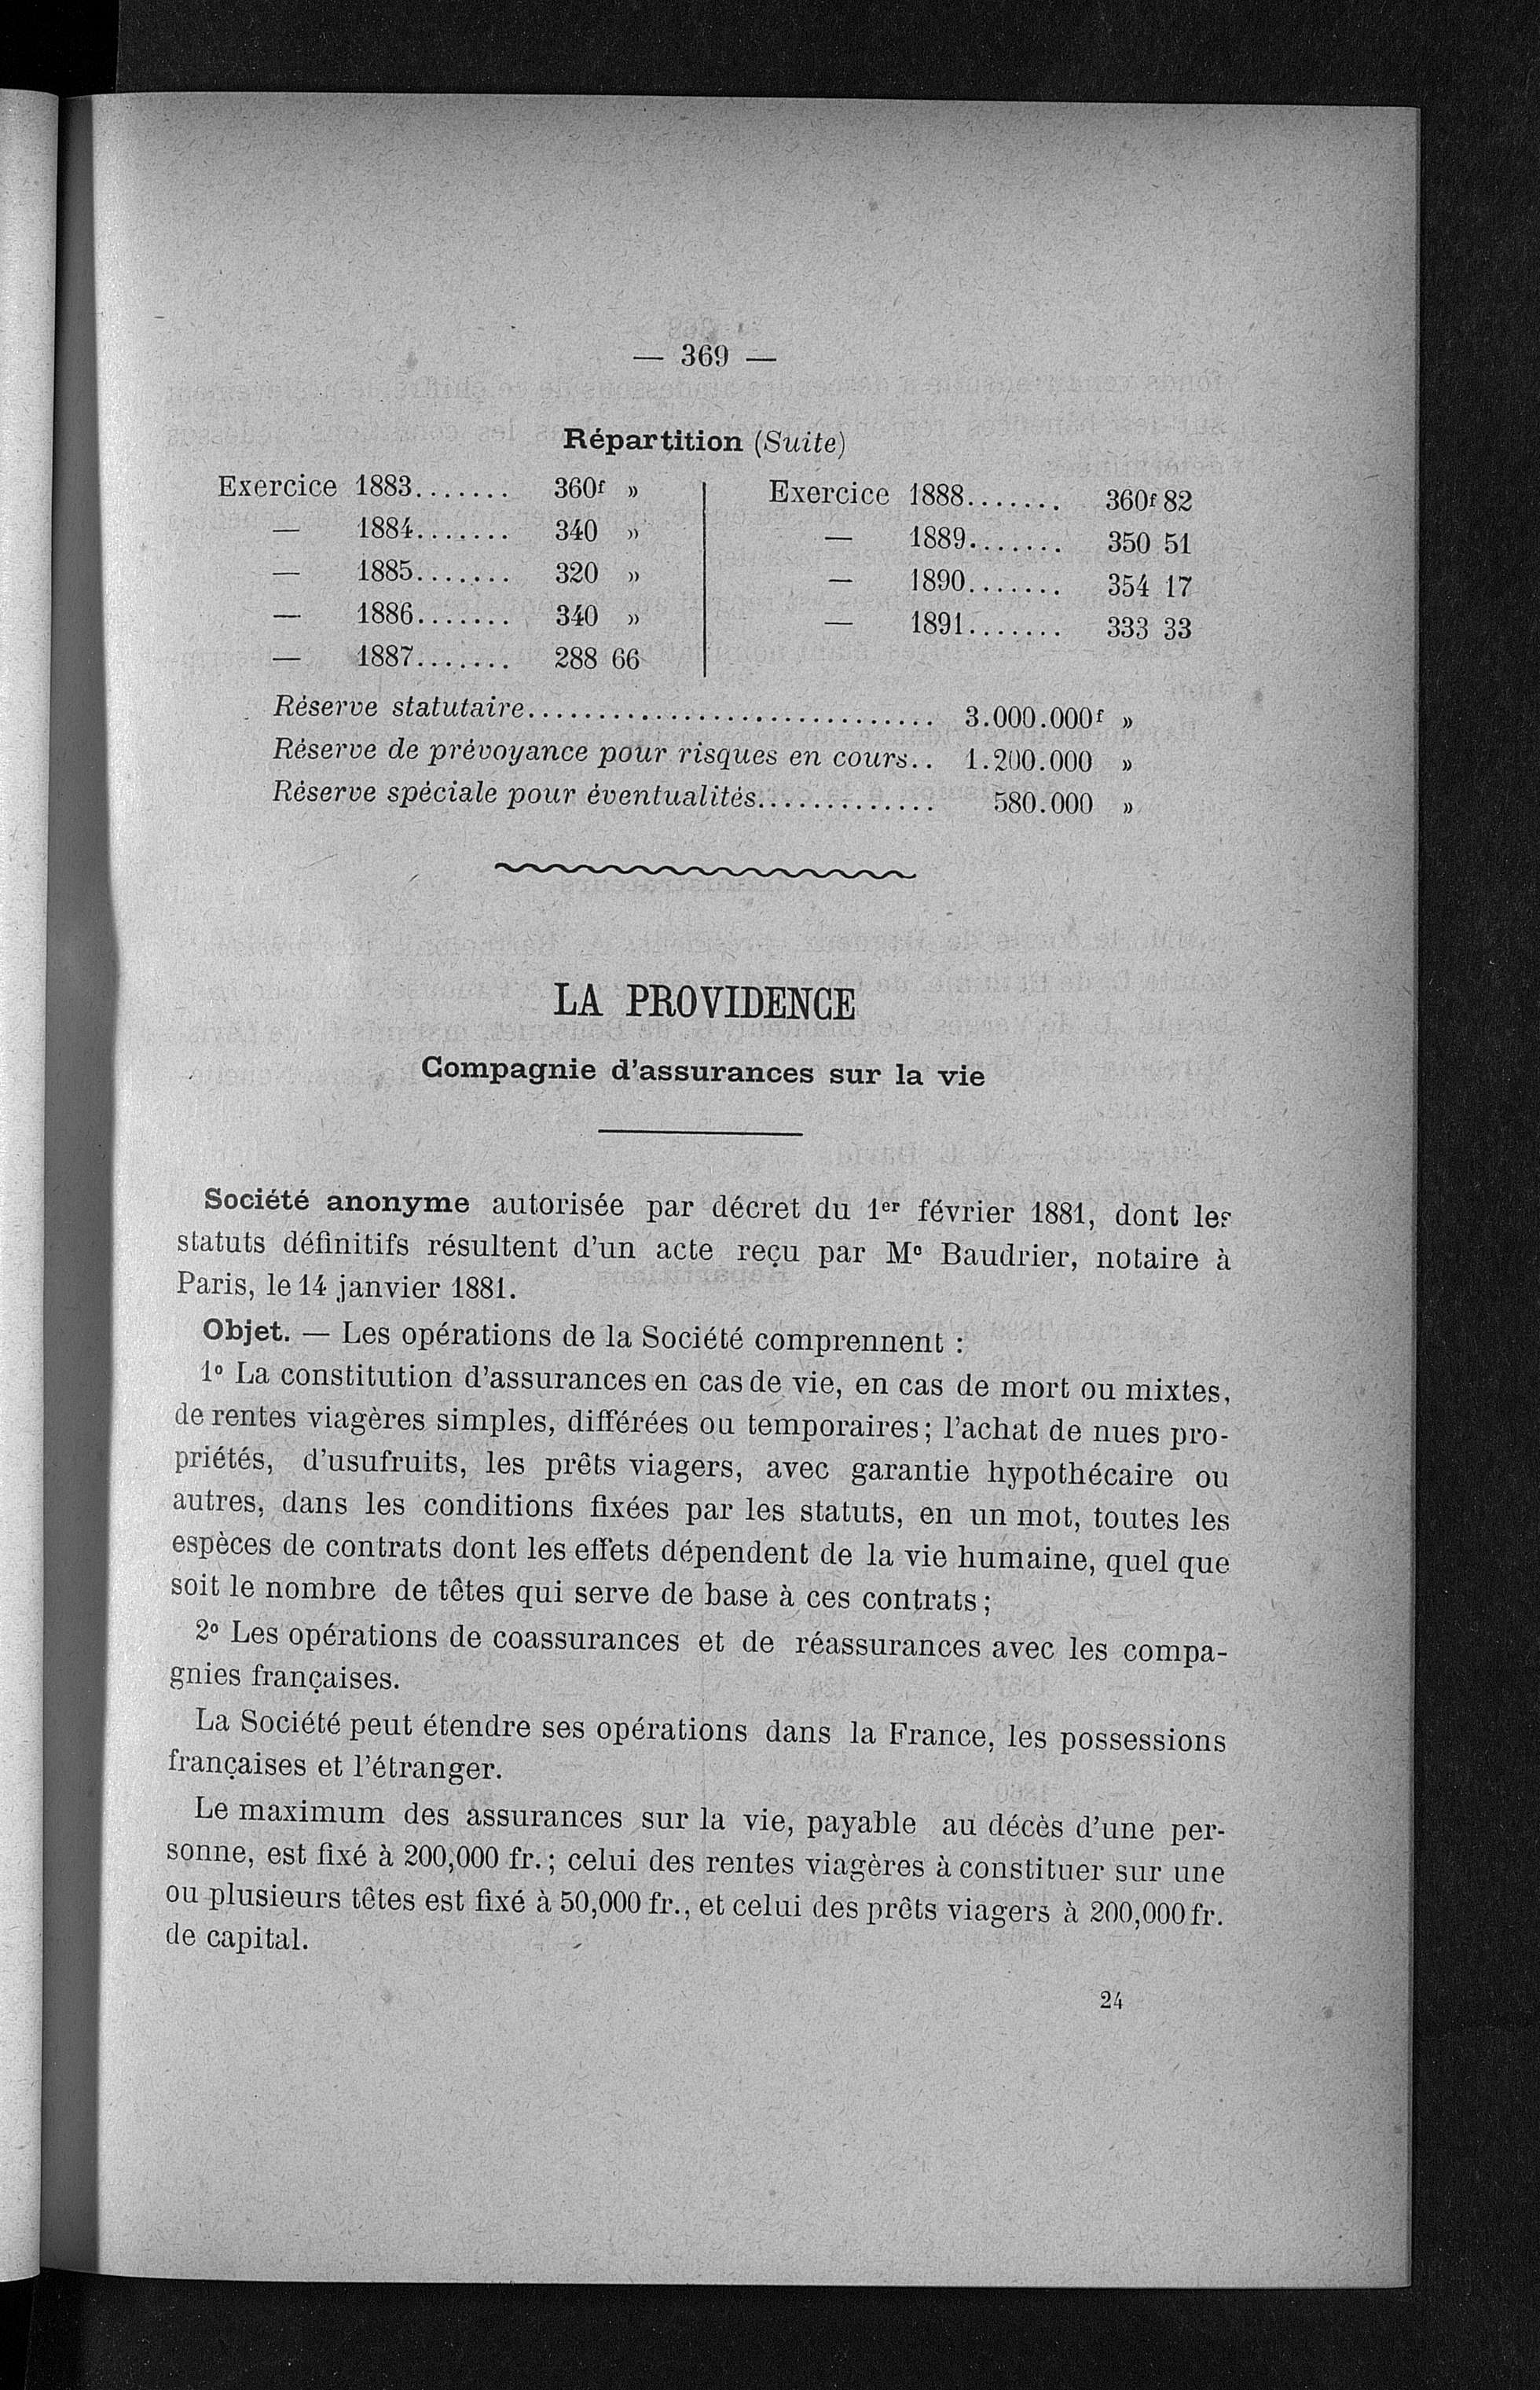 — 369 —
Répartition (Suite)
Exercice 1883....... 360f »
— 1884....... 340 »
— 1885....... 320 »
— 1886....... 340 »
— 1887....... 288 66
Exercice 1888....... 360f 82
— 1889....... 350 51
— 1890....... 354 17
— 1891....... 333 33
Réserve statutaire............................. 3.000.000f »
Réserve de prévoyance pour risques en cours.. 1.200.000 »
Réserve spéciale pour éventualités.............. 580.000 »
LA PROVIDENCE
Compagnie d'assurances sur la vie
Société anonyme autorisée par décret du 1er février 1881, dont les
statuts définitifs résultent d'un acte reçu par Me Baudrier, notaire à
Paris, le 14 janvier 1881.
Objet. — Les opérations de la Société comprennent :
1o La constitution d'assurances en cas de vie, en cas de mort ou mixtes,
de rentes viagères simples, différées ou temporaires; l'achat de nues pro-
priétés, d'usufruits, les prêts viagers, avec garantie hypothécaire ou
autres, dans les conditions fixées par les statuts, en un mot, toutes les
espèces de contrats dont les effets dépendent de la vie humaine, quel que
soit le nombre de têtes qui serve de base à ces contrats;
2o Les opérations de coassurances et de réassurances avec les compa-
gnies françaises.
La Société peut étendre ses opérations dans la France, les possessions
françaises et l'étranger.
Le maximum des assurances sur la vie, payable au décès d'une per-
sonne, est fixé à 200,000 fr.; celui des rentes viagères à constituer sur une
ou plusieurs têtes est fixé à 50,000 fr., et celui des prêts viagers à 200,000 fr.
de capital.
24